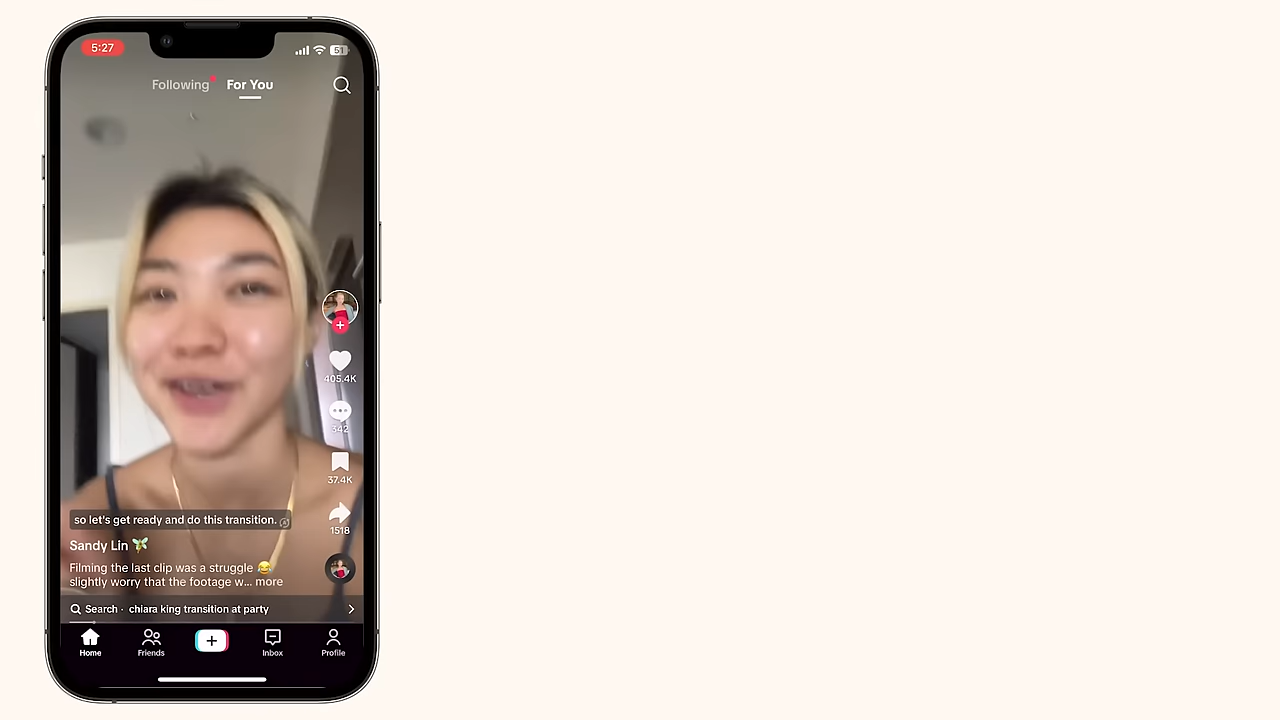 5:27
51
Following
For You
405.4K
342
37.4K
1518
so let's get ready and do this transition.
Sandy Lin
Filming the last clip was a struggle 😂
slightly worry that the footage w... more
Search · chiara king transition at party
Home
Friends
Inbox
Profile